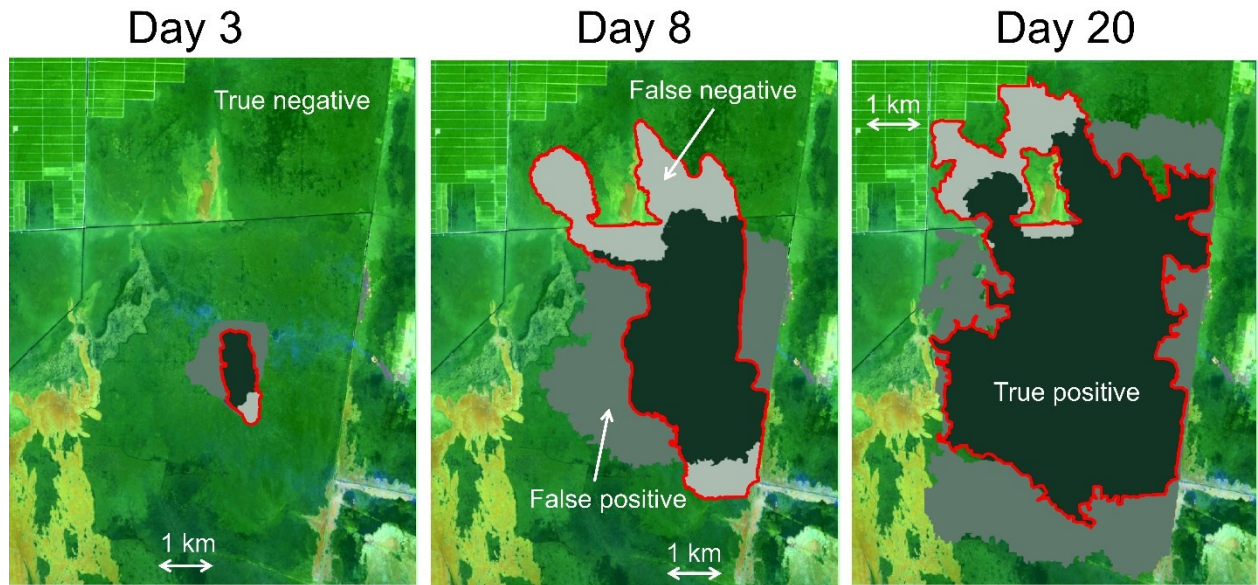 Day 3
Day 8
Day 20
True negative
False negative
1 km
True positive
False positive
1 km
1 km